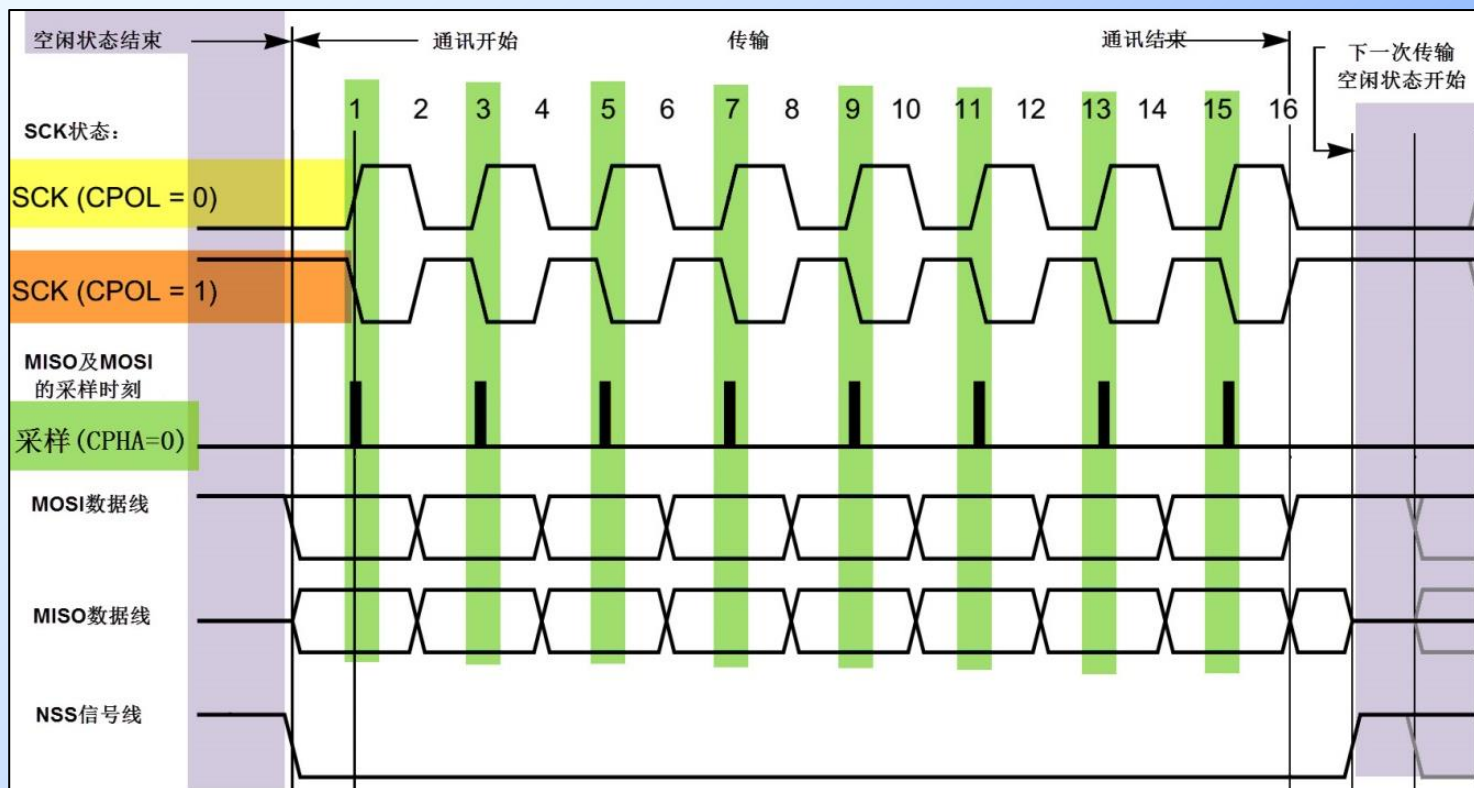 空闲状态结束
通讯开始
传输
通讯结束
下一次传输
空闲状态开始
1 2 3 4 5 6 7 8 9 10 11 12 13 14 15 16
SCK状态：
SCK (CPOL = 0)
SCK (CPOL = 1)
MISO及MOSI
的采样时刻
采样(CPHA=0)
MOSI数据线
MISO数据线
NSS信号线